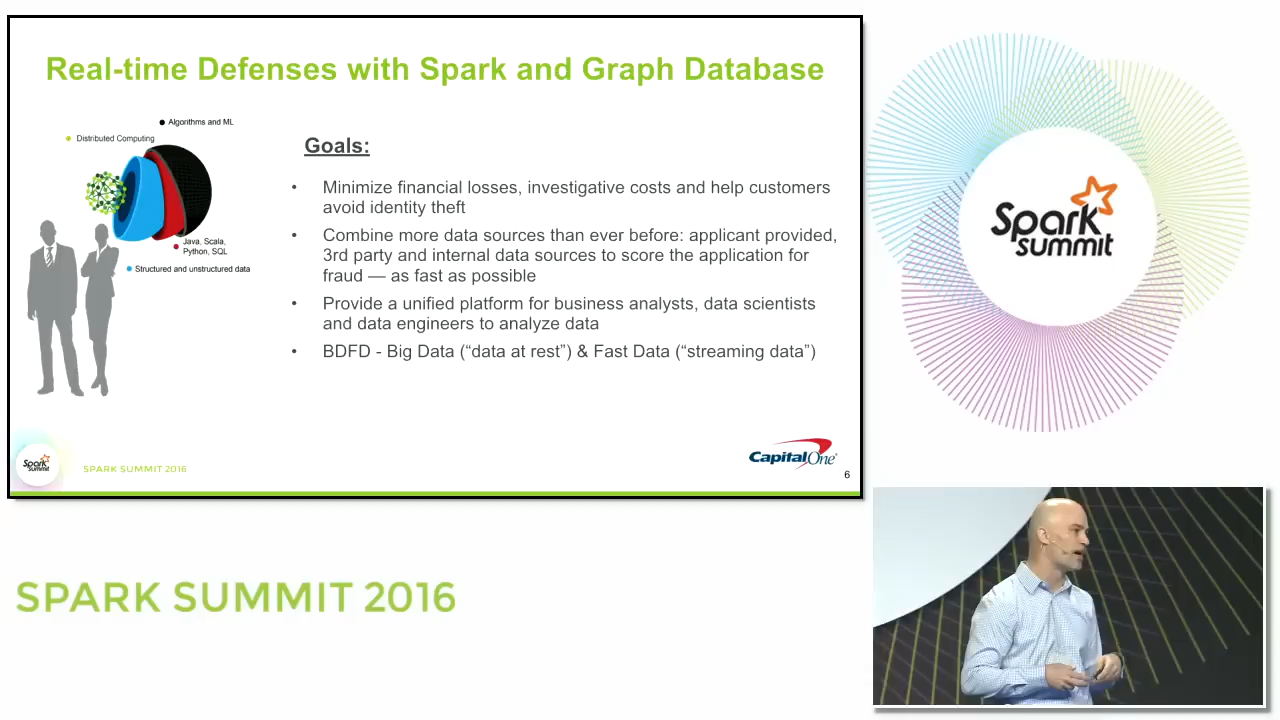 Real-time Defenses with Spark and Graph Database
Algorithms and ML
Distributed Computing
Java, Scala,
Python, SQL
Structured and unstructured data
Goals:
• Minimize financial losses, investigative costs and help customers
avoid identity theft
• Combine more data sources than ever before: applicant provided,
3rd party and internal data sources to score the application for
fraud — as fast as possible
• Provide a unified platform for business analysts, data scientists
and data engineers to analyze data
• BDFD - Big Data (“data at rest”) & Fast Data (“streaming data”)
Spark
summit
SPARK SUMMIT 2016
Capital One®
6
Spark
summit
SPARK SUMMIT 2016